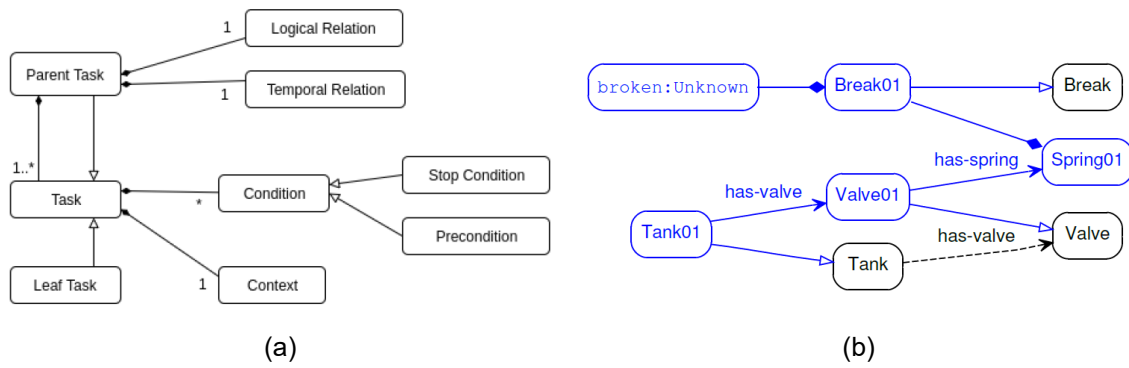 1
Logical Relation
Parent Task
1
Temporal Relation
1..*
Task
*
Condition
Stop Condition
Precondition
Leaf Task
1
Context
(a)
broken:Unknown
Break01
Break
has-spring
Spring01
has-valve
Valve01
Tank01
has-valve
Valve
Tank
(b)